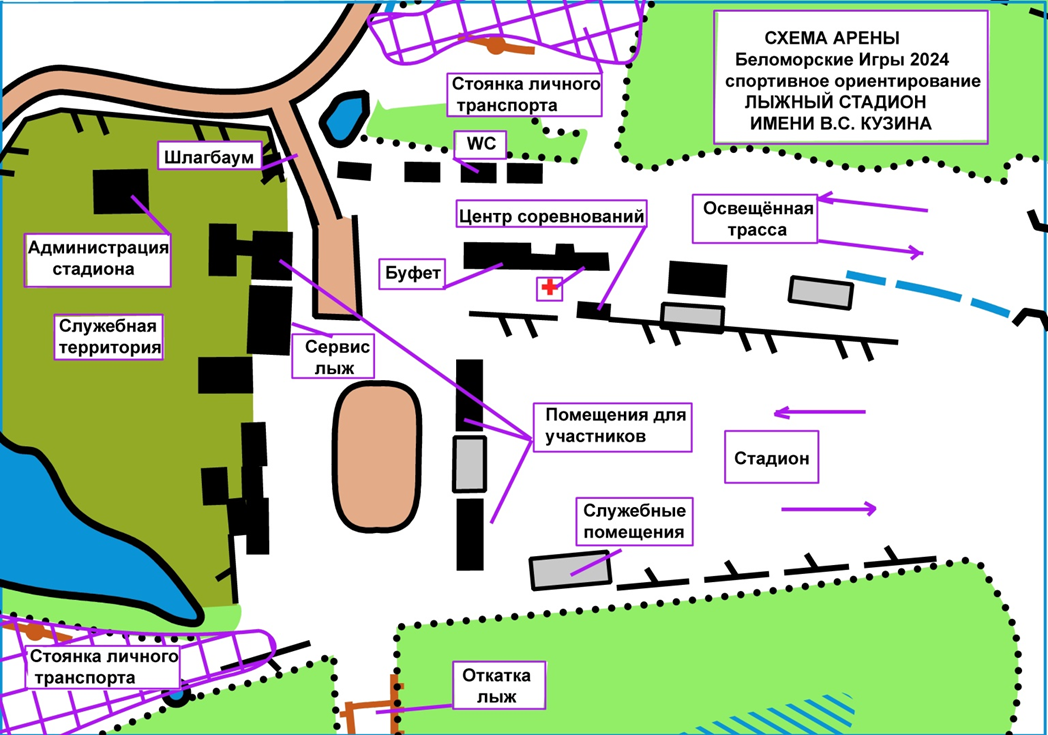 СХЕМА АРЕНЫ
Беломорские Игры 2024
спортивное ориентирование
ЛЫЖНЫЙ СТАДИОН
ИМЕНИ В.С. КУЗИНА
Стоянка личного
транспорта
WC
Шлагбаум
Центр соревнований
Освещённая
трасса
Администрация
стадиона
Буфет
Служебная
территория
Сервис
лыж
Помещения для
участников
Стадион
Служебные
помещения
Стоянка личного
транспорта
Откатка
лыж